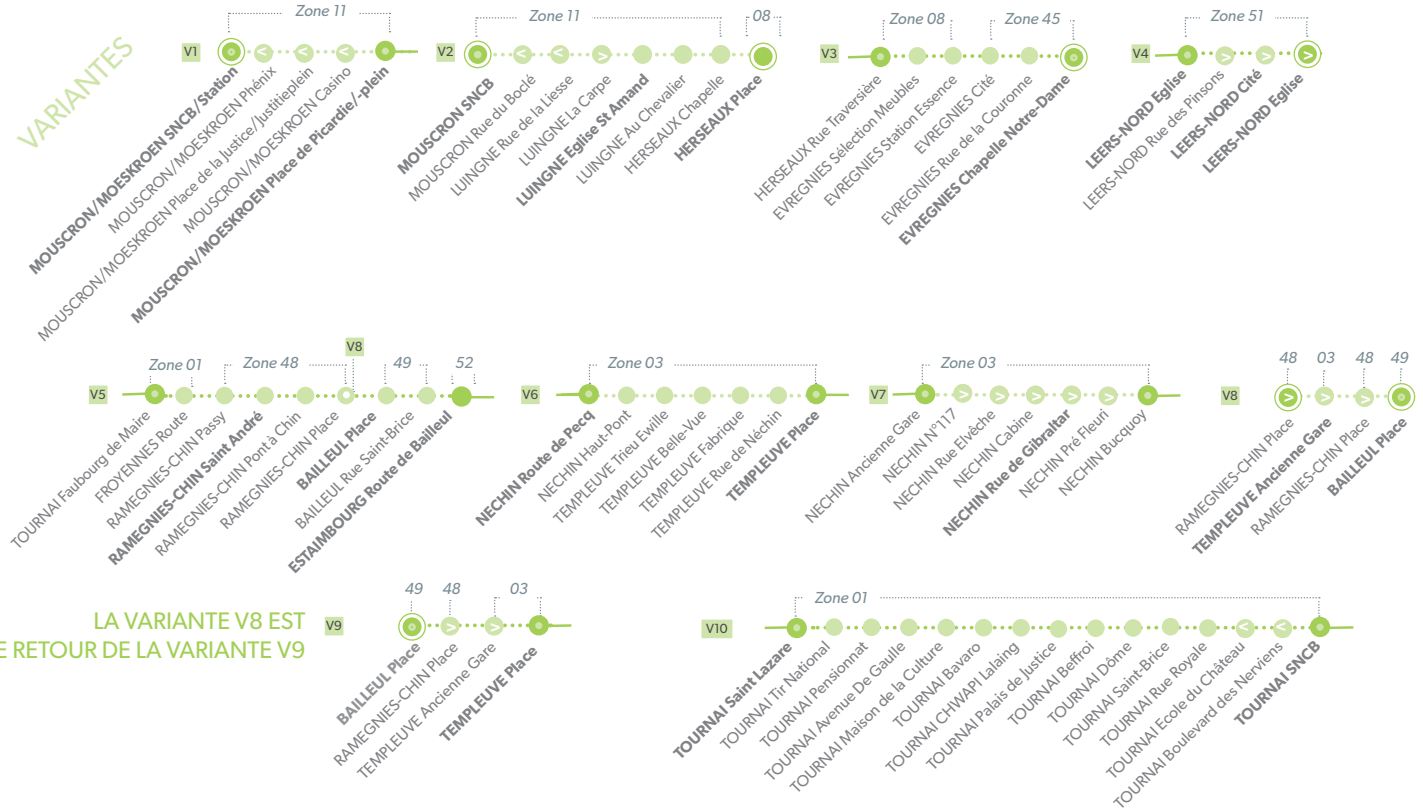 VARIANTES
V1
Zone 11
MOUSCRON/MOESKROEN SNCB/Station
MOUSCRON/MOESKROEN Phénix
MOUSCRON/MOESKROEN Place de la Justice/Justitieplein
MOUSCRON/MOESKROEN Casino
MOUSCRON/MOESKROEN Place de Picardie/-plein
V2
Zone 11
08
MOUSCRON SNCB
MOUSCRON Rue du Boclé
LUINGNE Rue de la Liesse
LUINGNE La Carpe
LUINGNE Eglise St Amand
LUINGNE Au Chevalier
HERSEAUX Chapelle
HERSEAUX Place
V3
Zone 08
Zone 45
HERSEAUX Rue Traversière
EVREGNIES Sélection Meubles
EVREGNIES Station Essence
EVREGNIES Cité
EVREGNIES Rue de la Couronne
EVREGNIES Chapelle Notre-Dame
V4
Zone 51
LEERS-NORD Eglise
LEERS-NORD Rue des Pinsons
LEERS-NORD Cité
LEERS-NORD Eglise
V5
Zone 01
Zone 48
V8
49
52
TOURNAI Faubourg de Maire
FROYENNES Route
RAMEGNIES-CHIN Passy
RAMEGNIES-CHIN Saint André
RAMEGNIES-CHIN Pont à Chin
RAMEGNIES-CHIN Place
BAILLEUL Place
BAILLEUL Rue Saint-Brice
ESTAIMBOURG Route de Bailleul
V6
Zone 03
NECHIN Route de Pecq
NECHIN Haut-Pont
TEMPLEUVE Trieu Ewille
TEMPLEUVE Belle-Vue
TEMPLEUVE Fabrique
TEMPLEUVE Rue de Néchin
TEMPLEUVE Place
V7
Zone 03
NECHIN Ancienne Gare
NECHIN N°117
NECHIN Rue Elvêche
NECHIN Cabine
NECHIN Rue de Gibraltar
NECHIN Pré Fleuri
NECHIN Bucquoy
V8
48
03
48
49
RAMEGNIES-CHIN Place
TEMPLEUVE Ancienne Gare
RAMEGNIES-CHIN Place
BAILLEUL Place
LA VARIANTE V8 EST
E RETOUR DE LA VARIANTE V9
V9
49
48
03
BAILLEUL Place
RAMEGNIES-CHIN Place
TEMPLEUVE Ancienne Gare
TEMPLEUVE Place
V10
Zone 01
TOURNAI Saint Lazare
TOURNAI Tir National
TOURNAI Pensionnat
TOURNAI Avenue De Gaulle
TOURNAI Maison de la Culture
TOURNAI Bavaro
TOURNAI CHWAPI Lalaing
TOURNAI Palais de Justice
TOURNAI Beffroi
TOURNAI Dôme
TOURNAI Saint-Brice
TOURNAI Rue Royale
TOURNAI Ecole du Château
TOURNAI Boulevard des Nerviens
TOURNAI SNCB